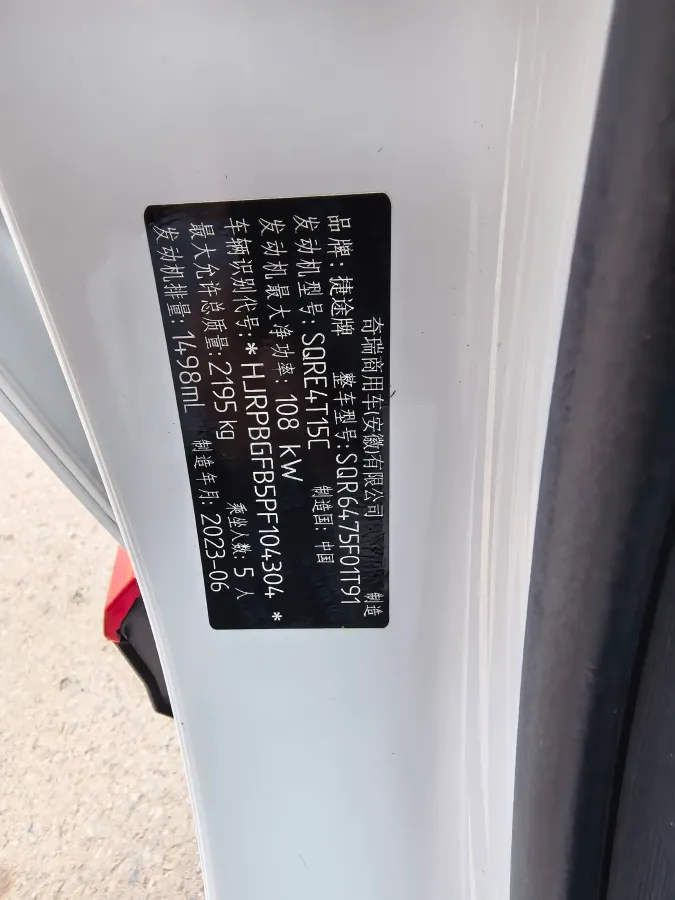 奇瑞商用车(安徽)有限公司 制造
品牌: 捷途牌 整车型号: SQR6475F01T91
发动机型号: SQRE4T15C 制造国: 中国
发动机最大净功率: 108 kW
车辆识别代号: * HJRPBGFB5PF104304 *
最大允许总质量: 2195 kg 乘坐人数: 5 人
发动机排量: 1498mL 制造年月: 2023-06